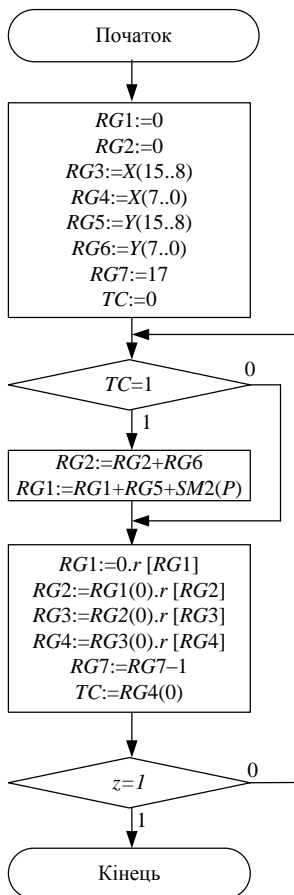 Початок
RG1:=0
RG2:=0
RG3:=X(15..8)
RG4:=X(7..0)
RG5:=Y(15..8)
RG6:=Y(7..0)
RG7:=17
TC:=0
TC=1
0
1
RG2:=RG2+RG6
RG1:=RG1+RG5+SM2(P)
RG1:=0.r [RG1]
RG2:=RG1(0).r [RG2]
RG3:=RG2(0).r [RG3]
RG4:=RG3(0).r [RG4]
RG7:=RG7–1
TC:=RG4(0)
z=1
0
1
Кінець